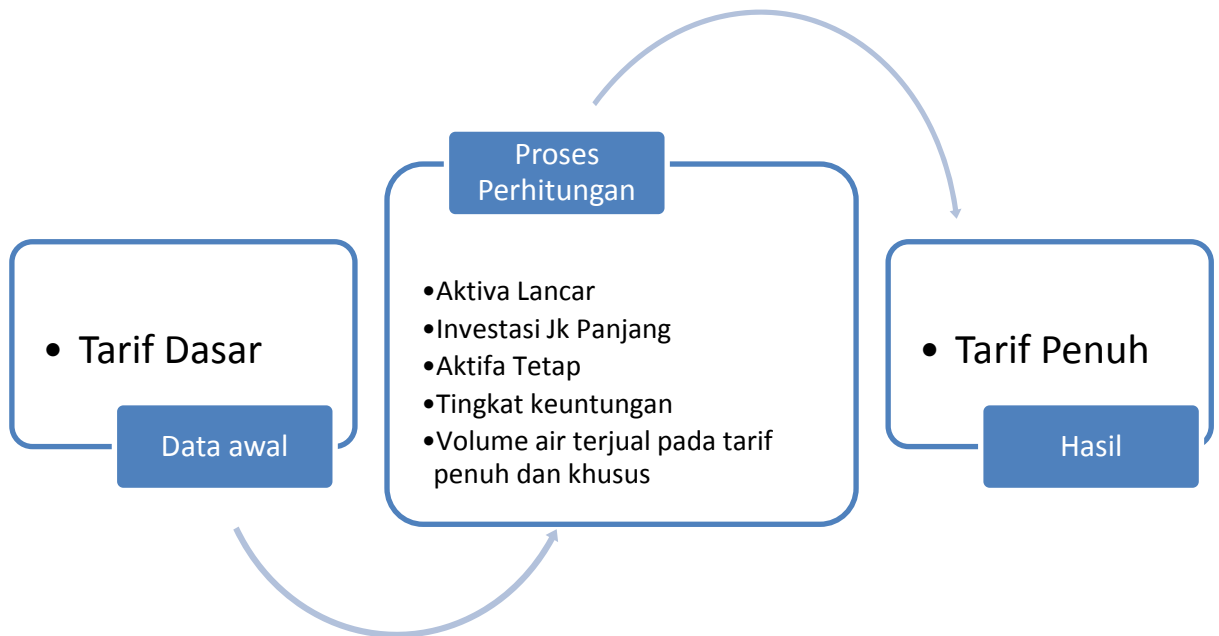 • Tarif Dasar
Data awal
Proses
Perhitungan
•Aktiva Lancar
•Investasi Jk Panjang
•Aktifa Tetap
•Tingkat keuntungan
•Volume air terjual pada tarif
penuh dan khusus
• Tarif Penuh
Hasil